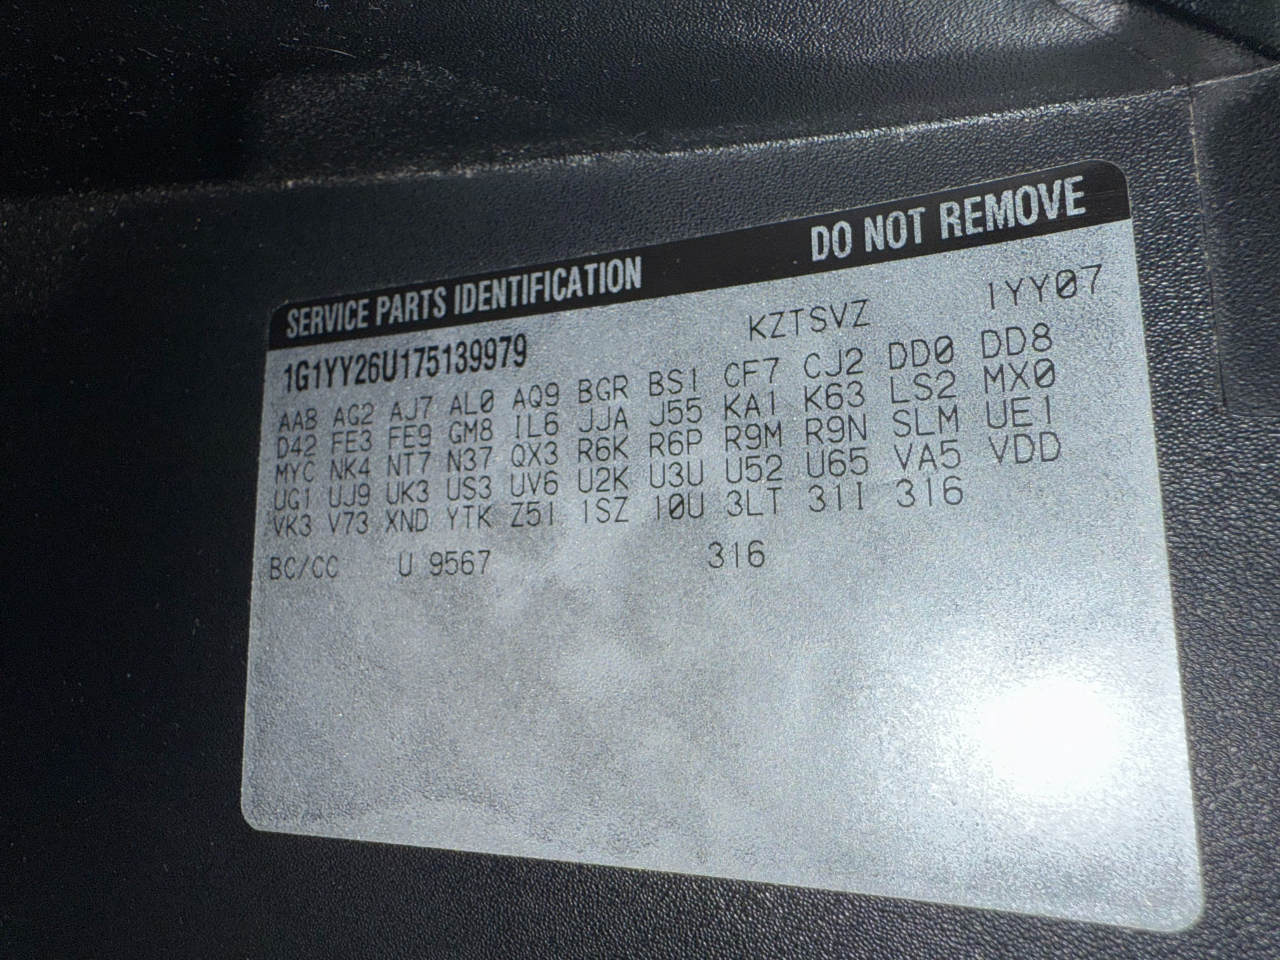 SERVICE PARTS IDENTIFICATION DO NOT REMOVE
1G1YY26U175139979 KZTSVZ 1YY07
AAB AG2 AJ7 AL0 AQ9 BGR BS1 CF7 CJ2 DD0 DD8
D42 FE3 FE9 GM8 IL6 JJA J55 KA1 K63 LS2 MX0
MYC NK4 NT7 N37 QX3 R6K R6P R9M R9N SLM UE1
UG1 UJ9 UK3 US3 UV6 U2K U3U U52 U65 VA5 VDD
VK3 V73 XND YTK Z51 1SZ 10U 3LT 31I 316
BC/CC U 9567 316